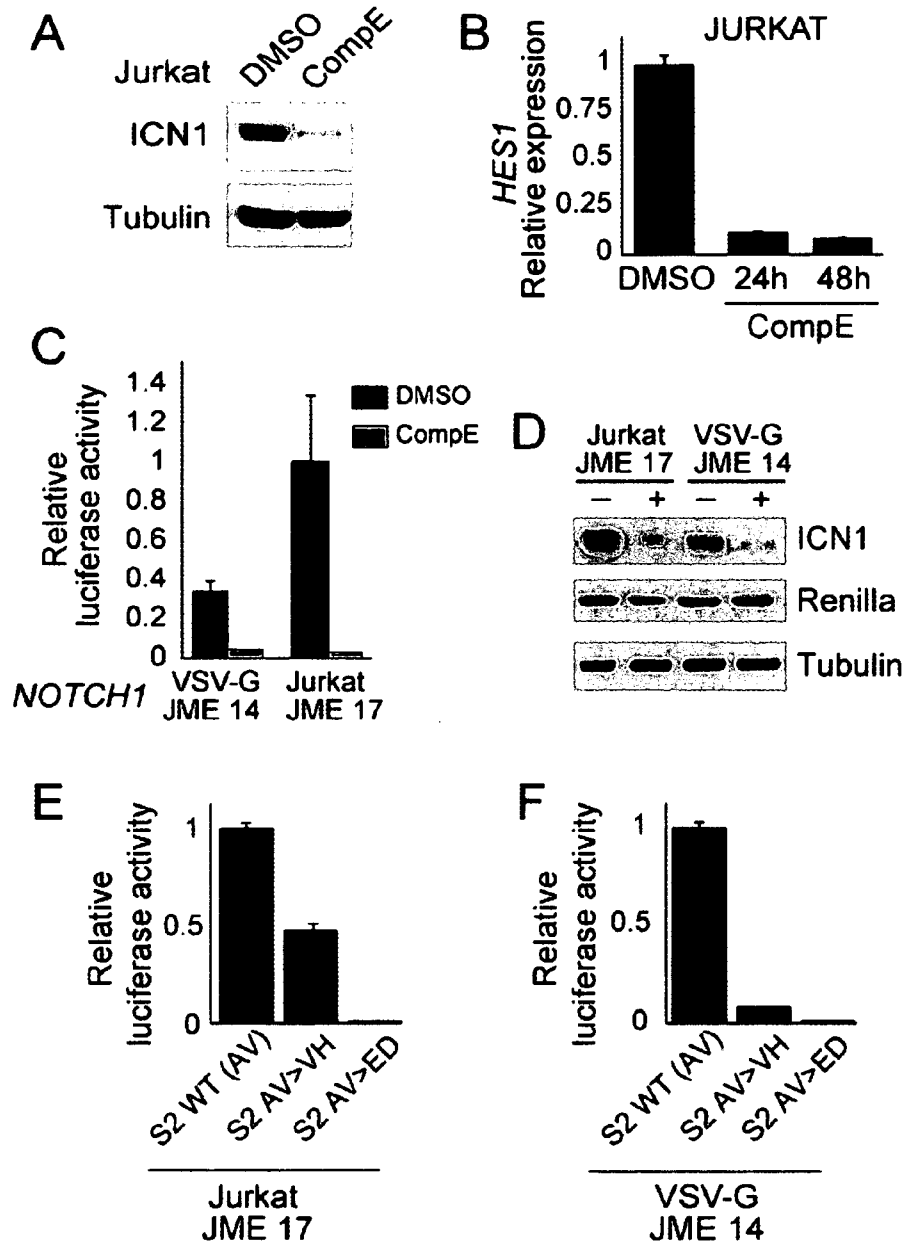 A
Jurkat
DMSO
CompE
ICN1
Tubulin
B
JURKAT
HES1
Relative expression
1
0.75
0.5
0.25
0
DMSO
24h
48h
CompE
C
Relative
luciferase activity
1.4
1.2
1
0.8
0.6
0.4
0.2
0
DMSO
CompE
NOTCH1
VSV-G
JME 14
Jurkat
JME 17
D
Jurkat
JME 17
VSV-G
JME 14
– + – +
ICN1
Renilla
Tubulin
E
Relative
luciferase activity
1
0.5
0
S2 WT (AV)
S2 AV>VH
S2 AV>ED
Jurkat
JME 17
F
Relative
luciferase activity
1
0.5
0
S2 WT (AV)
S2 AV>VH
S2 AV>ED
VSV-G
JME 14